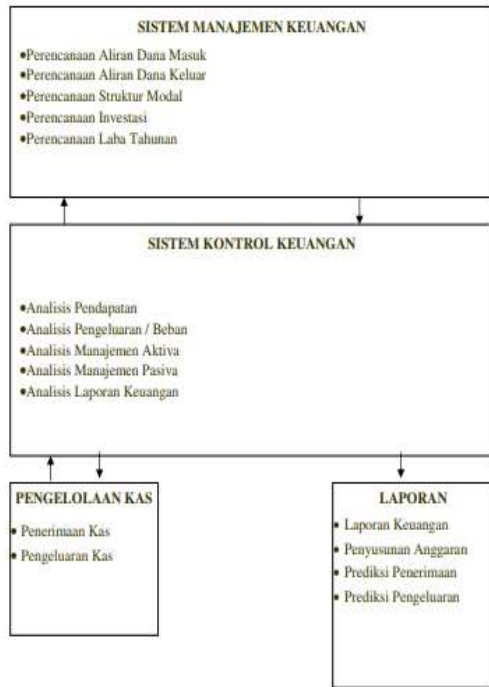 SISTEM MANAJEMEN KEUANGAN
•Perencanaan Aliran Dana Masuk
•Perencanaan Aliran Dana Keluar
•Perencanaan Struktur Modal
•Perencanaan Investasi
•Perencanaan Laba Tahunan
SISTEM KONTROL KEUANGAN
•Analisis Pendapatan
•Analisis Pengeluaran / Beban
•Analisis Manajemen Aktiva
•Analisis Manajemen Pasiva
•Analisis Laporan Keuangan
PENGELOLAAN KAS
• Penerimaan Kas
• Pengeluaran Kas
LAPORAN
• Laporan Keuangan
• Penyusunan Anggaran
• Prediksi Penerimaan
• Prediksi Pengeluaran